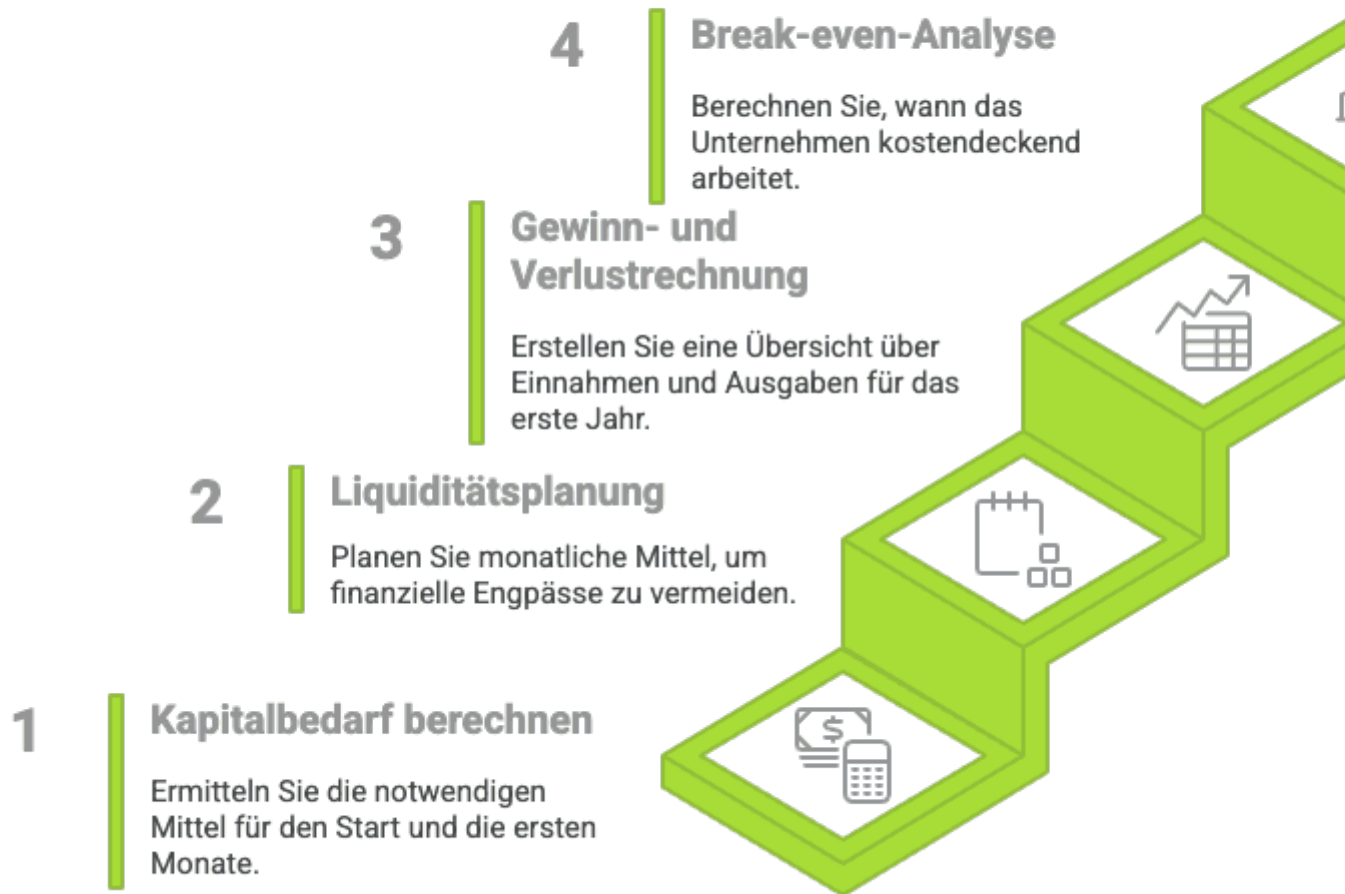 4
Break-even-Analyse
Berechnen Sie, wann das
Unternehmen kostendeckend
arbeitet.
3
Gewinn- und
Verlustrechnung
Erstellen Sie eine Übersicht über
Einnahmen und Ausgaben für das
erste Jahr.
2
Liquiditätsplanung
Planen Sie monatliche Mittel, um
finanzielle Engpässe zu vermeiden.
1
Kapitalbedarf berechnen
Ermitteln Sie die notwendigen
Mittel für den Start und die ersten
Monate.
$